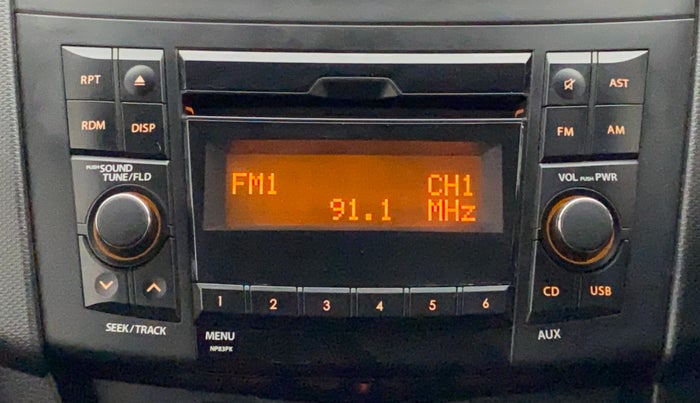 RPT
RDM
DISP
PUSH SOUND
TUNE/FLD
SEEK/TRACK
FM1 CH1
91.1 MHz
1 2 3 4 5 6
MENU
NP83PK
AST
FM
AM
VOL PUSH PWR
CD
USB
AUX